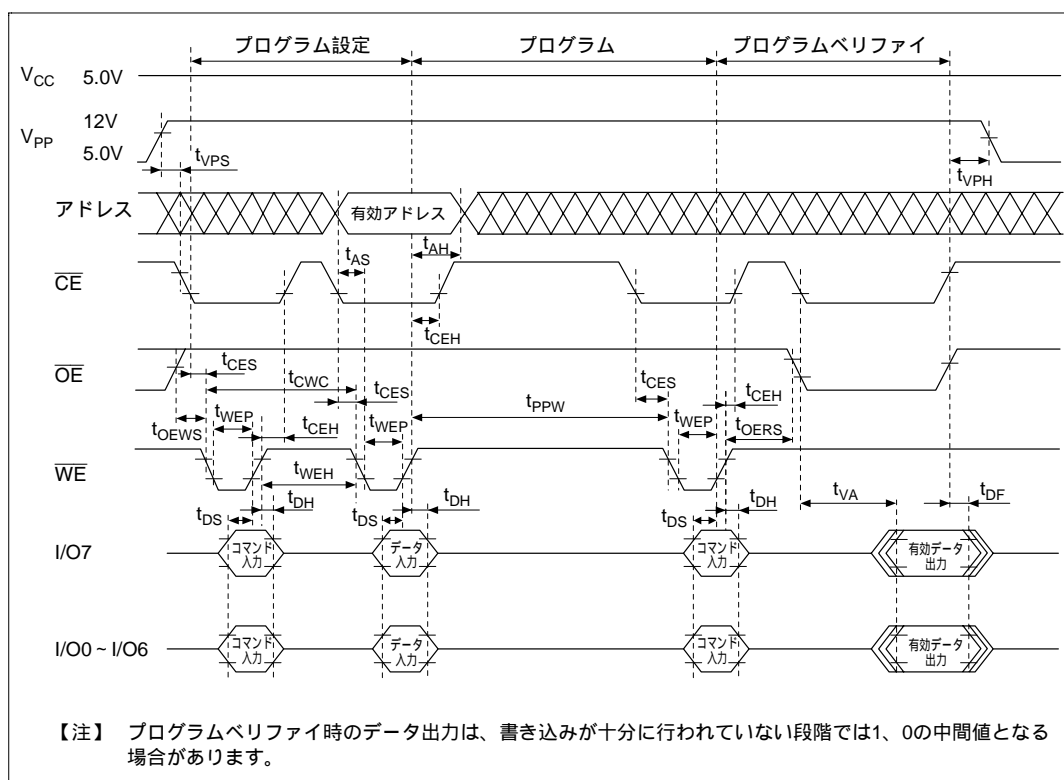 プログラム設定 プログラム プログラムベリファイ
VCC 5.0V
VPP 12V
5.0V
tVPS
tVPH
アドレス 有効アドレス
tAS tAH
CE
tCEH
OE
tCES tCWC tCES tCES tCEH
tOEWS tWEP tCEH tWEP tPPW tWEP tOERS
WE
tWEH
tDS tDH tDS tDH tDS tDH tVA tDF
I/O7 コマンド入力 データ入力 コマンド入力 有効データ出力
I/O0 ~ I/O6 コマンド入力 データ入力 コマンド入力 有効データ出力
【注】 プログラムベリファイ時のデータ出力は、書き込みが十分に行われていない段階では1、0の中間値となる
場合があります。